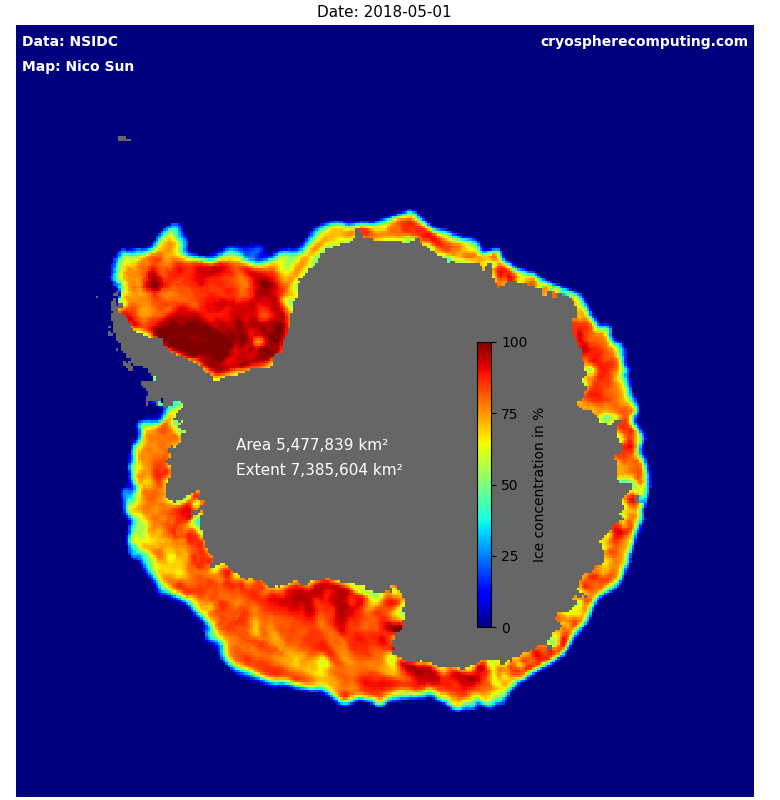 Date: 2018-05-01
Data: NSIDC
cryospherecomputing.com
Map: Nico Sun
Area 5,477,839 km²
Extent 7,385,604 km²
100
75
50
25
0
Ice concentration in %